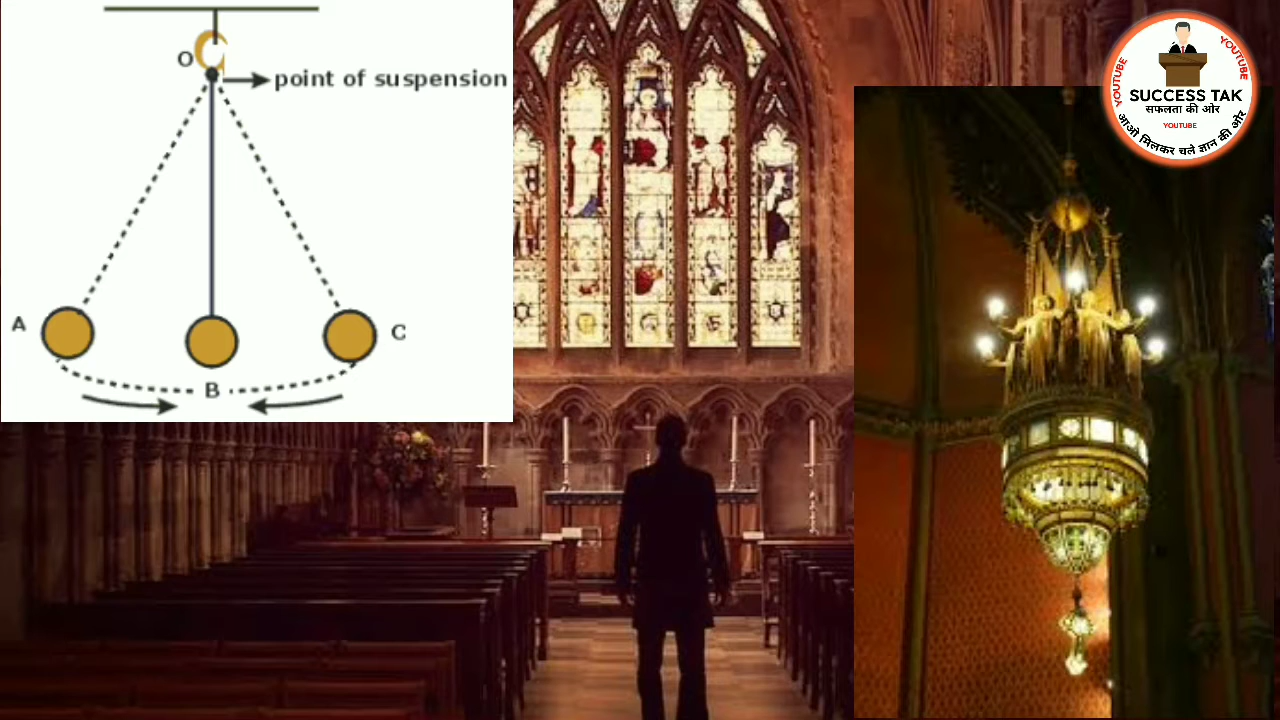 O
point of suspension
A
C
B
YOUTUBE
YOUTUBE
SUCCESS TAK
सफलता की ओर
YOUTUBE
आओ मिलकर चले ज्ञान की ओर